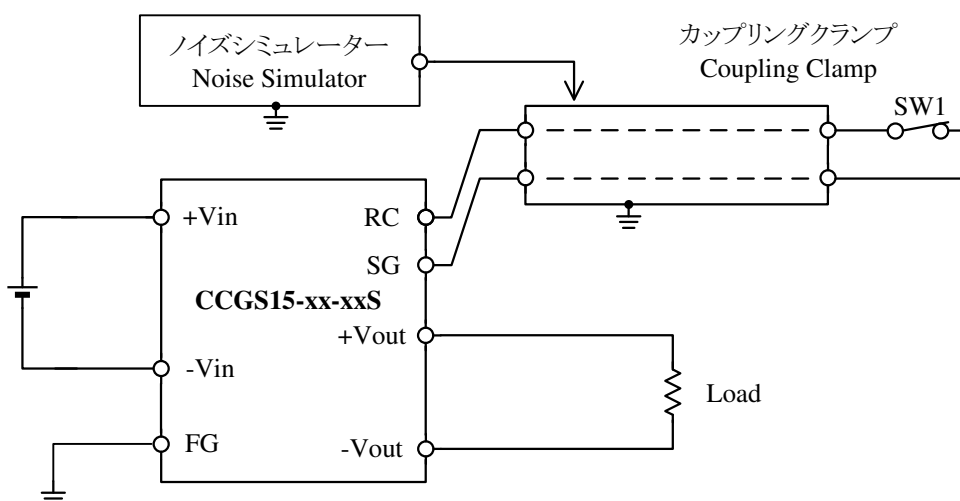 ノイズシミュレーター
Noise Simulator
カップリングクランプ
Coupling Clamp
SW1
+Vin
RC
SG
CCGS15-xx-xxS
+Vout
-Vin
Load
FG
-Vout